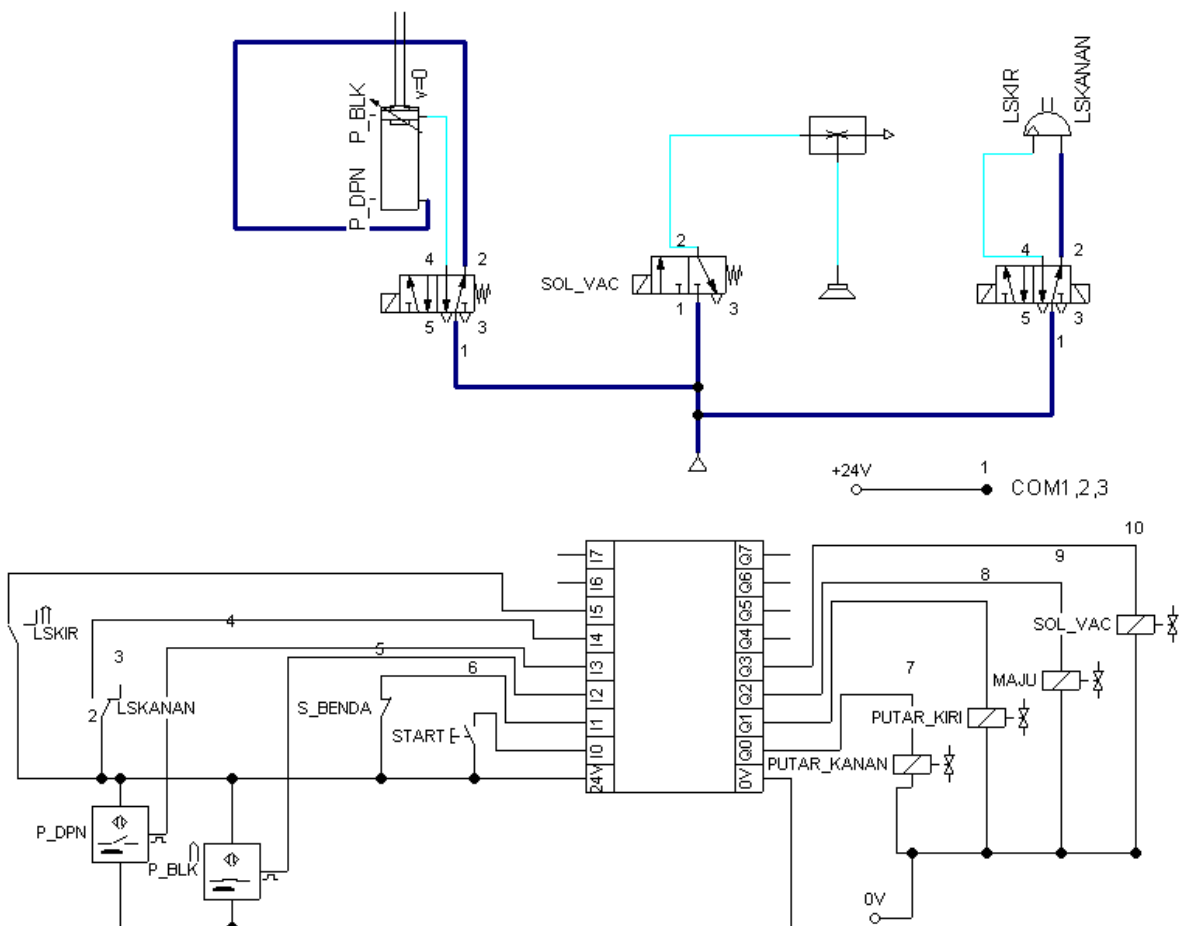 P_DPN P_BLK
v=0
4 2
5 3
1
SOL_VAC
2
1 3
LSKIR
LSKANAN
4 2
5 3
1
+24V 1 COM1,2,3
10
9
8
I7 Q7
I6 Q6
I5 Q5
LSKIR
4
I4 Q4
SOL_VAC
3
5
I3 Q3
6
7
I2 Q2
MAJU
2 LSKANAN
S_BENDA
I1 Q1
PUTAR_KIRI
START
I0 Q0
PUTAR_KANAN
24V 0V
P_DPN
P_BLK
0V